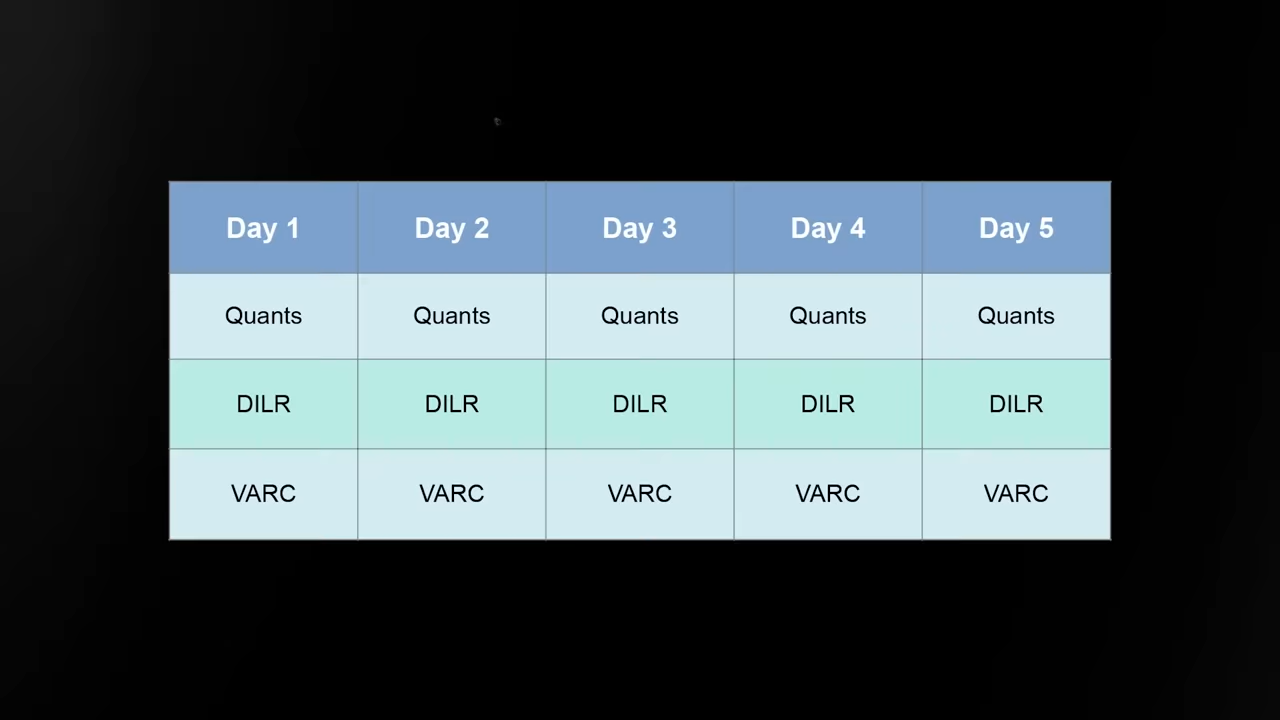 Day 1 Day 2 Day 3 Day 4 Day 5
Quants Quants Quants Quants Quants
DILR DILR DILR DILR DILR
VARC VARC VARC VARC VARC